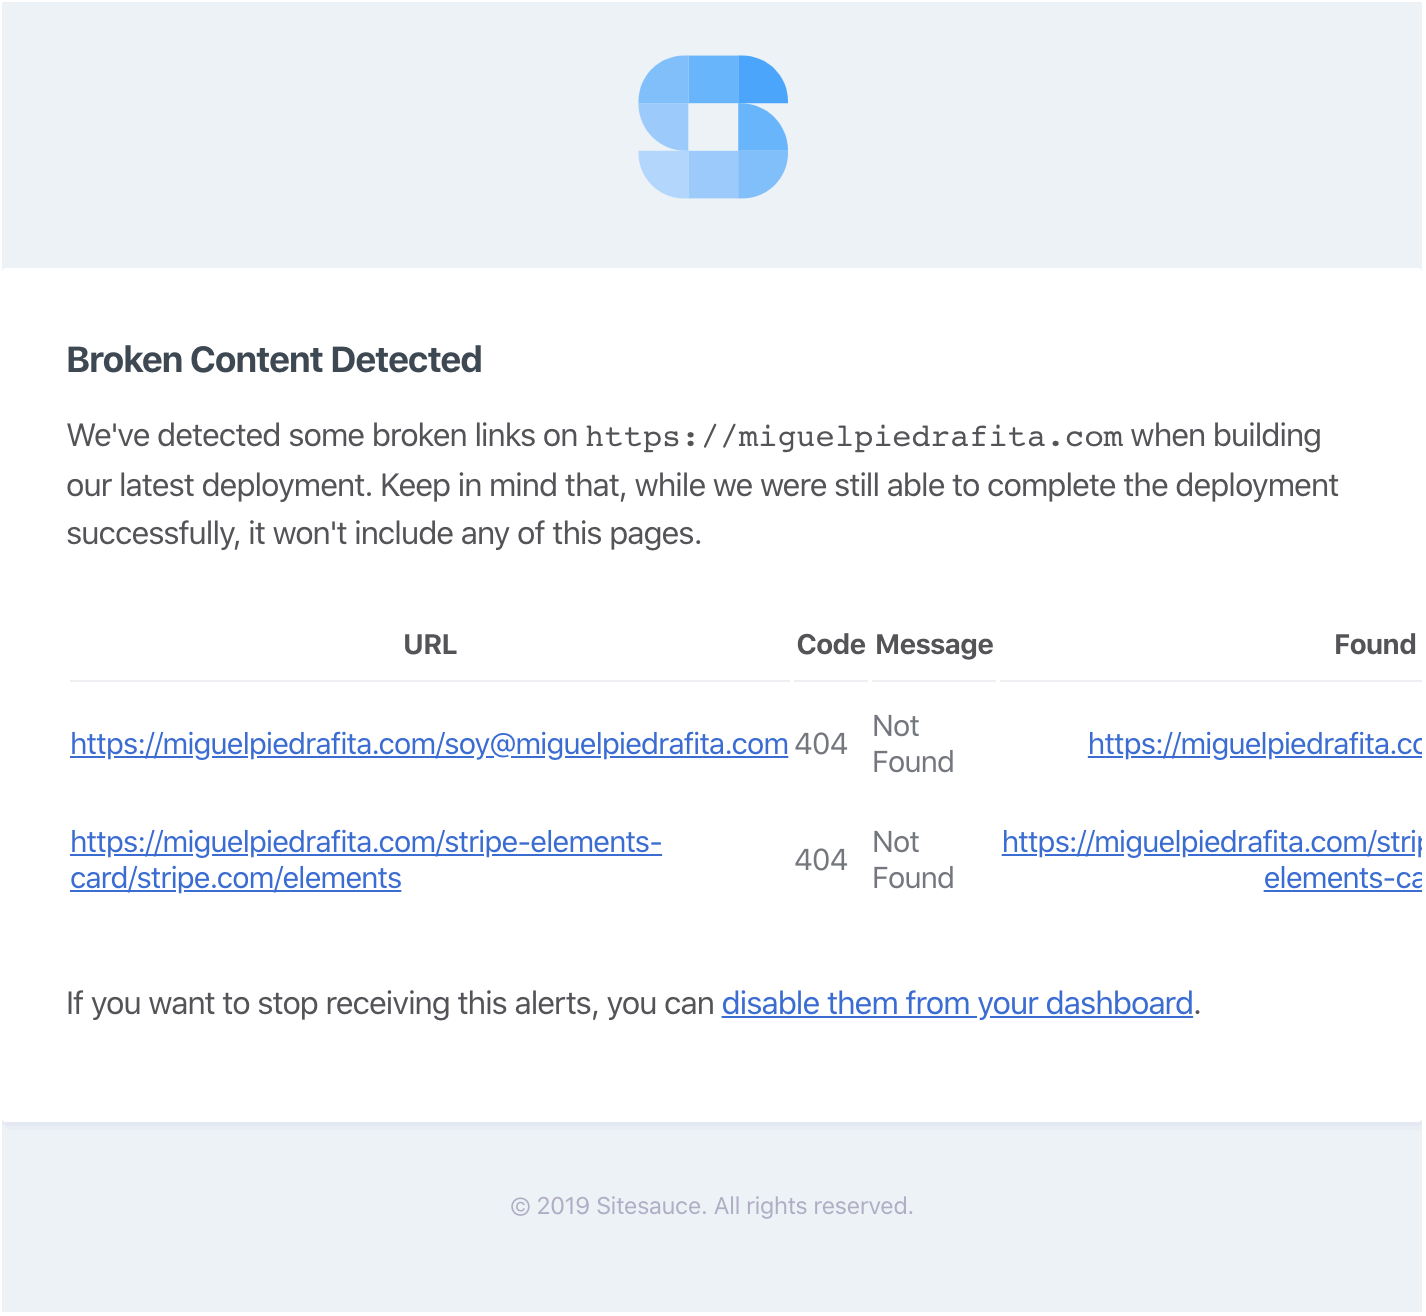 Broken Content Detected
We've detected some broken links on https://miguelpiedrafita.com when building
our latest deployment. Keep in mind that, while we were still able to complete the deployment
successfully, it won't include any of this pages.
URL Code Message Found
https://miguelpiedrafita.com/soy@miguelpiedrafita.com 404 Not Found https://miguelpiedrafita.co
https://miguelpiedrafita.com/stripe-elements- 404 Not Found https://miguelpiedrafita.com/strip
card/stripe.com/elements elements-ca
If you want to stop receiving this alerts, you can disable them from your dashboard.
© 2019 Sitesauce. All rights reserved.